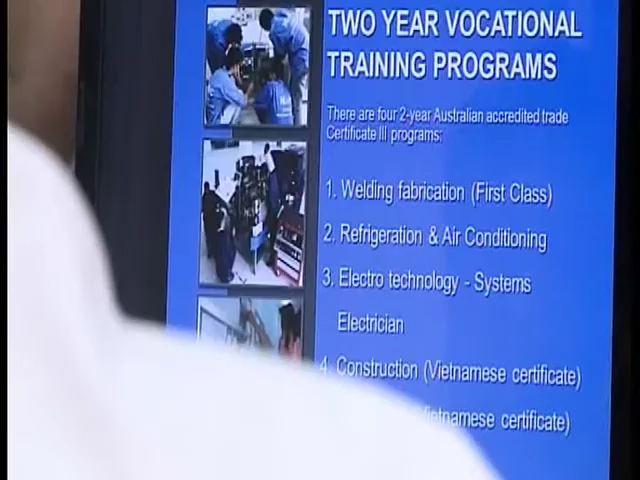 TWO YEAR VOCATIONAL
TRAINING PROGRAMS
There are four 2-year Australian accredited trade
Certificate III programs:
1. Welding fabrication (First Class)
2. Refrigeration & Air Conditioning
3. Electro technology - Systems
Electrician
4. Construction (Vietnamese certificate)
(Vietnamese certificate)